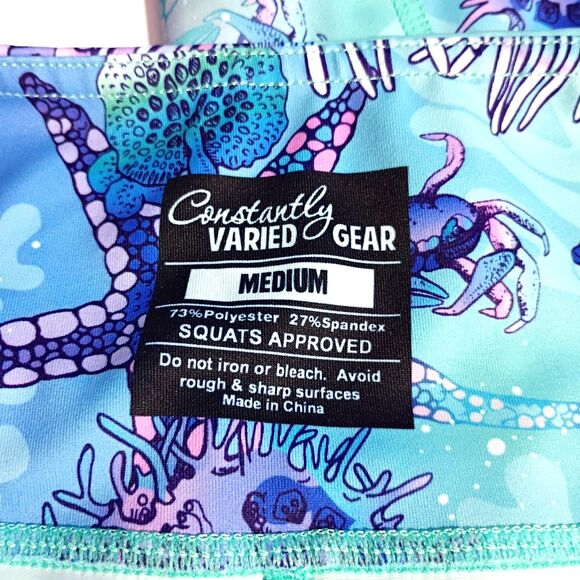 Constantly
VARIED GEAR
MEDIUM
73%Polyester 27%Spandex
SQUATS APPROVED
Do not iron or bleach. Avoid
rough & sharp surfaces
Made in China